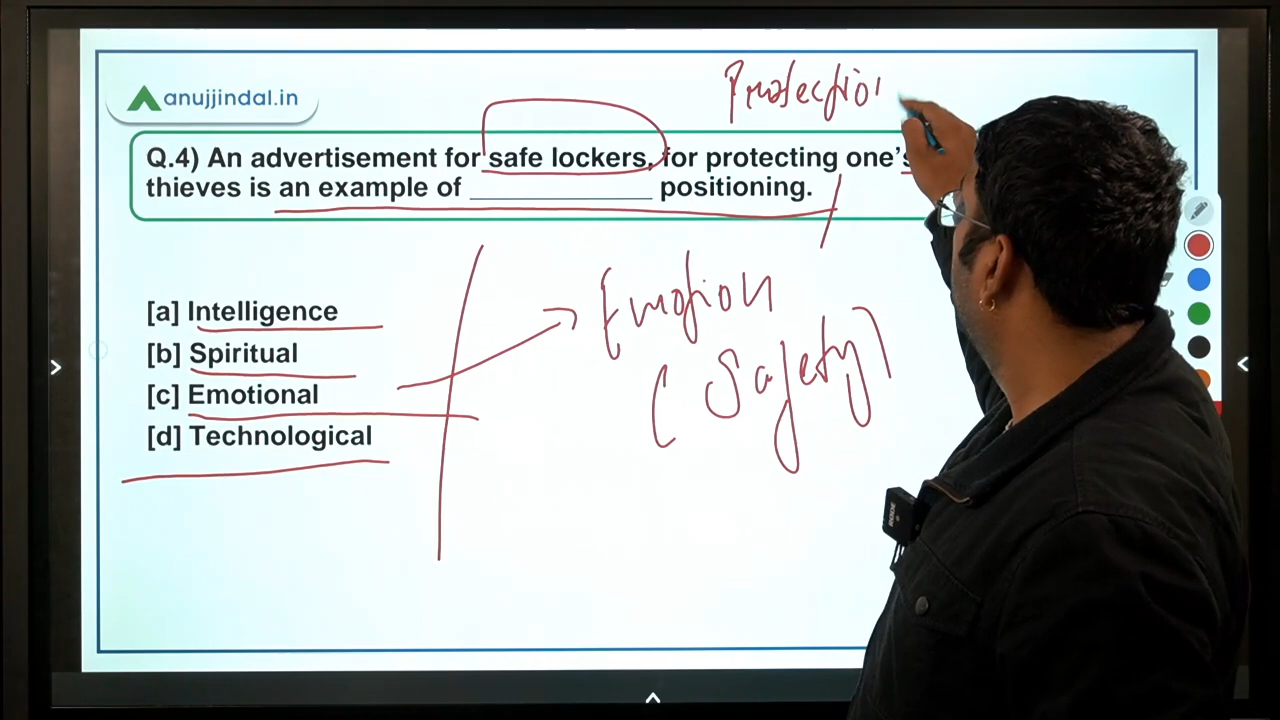 Protection
anujjindal.in
Q.4) An advertisement for safe lockers, for protecting one's
thieves is an example of ____________ positioning.
[a] Intelligence
[b] Spiritual
[c] Emotional
[d] Technological
Emotion
(Safety)